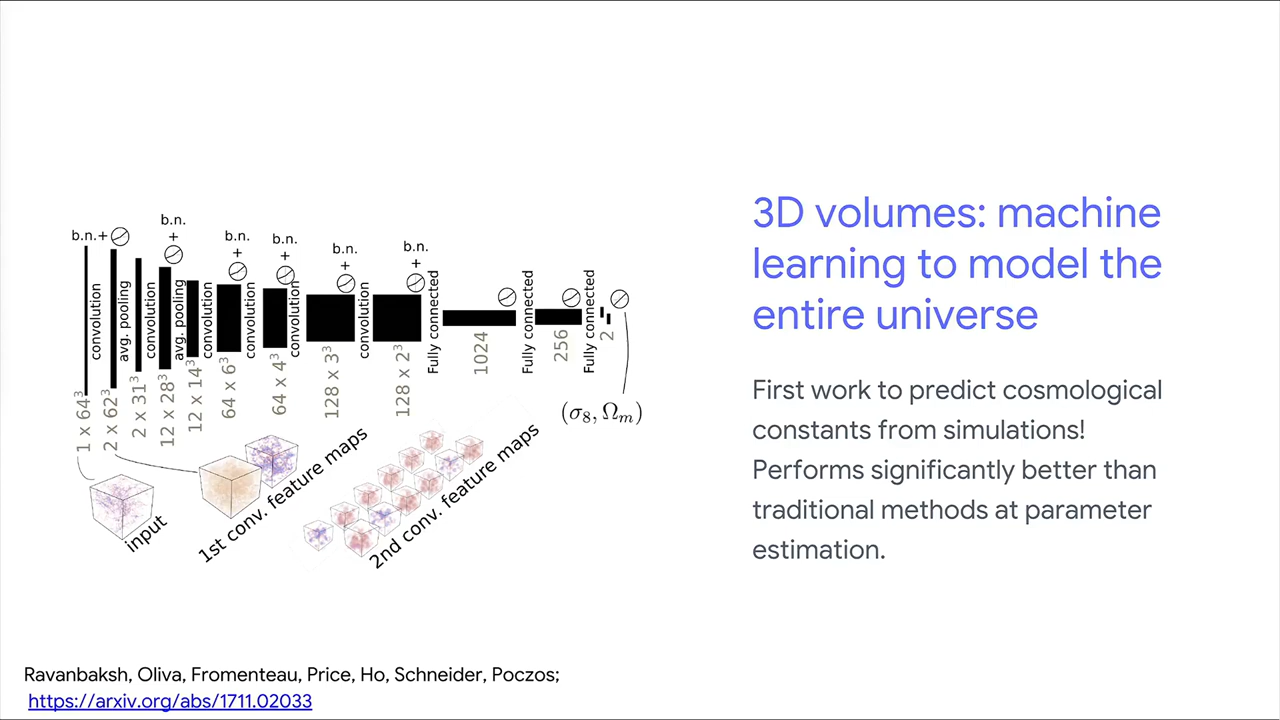 3D volumes: machine
learning to model the
entire universe
First work to predict cosmological
constants from simulations!
Performs significantly better than
traditional methods at parameter
estimation.
b.n.+
b.n.
+
b.n.
+
b.n.
+
b.n.
+
b.n.
+
convolution
avg. pooling
convolution
avg. pooling
convolution
convolution
convolution
convolution
Fully connected
Fully connected
Fully connected
1 x 64³
2 x 62³
2 x 31³
12 x 28³
12 x 14³
64 x 6³
64 x 4³
128 x 3³
128 x 2³
1024
256
2
(σ₈, Ωₘ)
input
1st conv. feature maps
2nd conv. feature maps
Ravanbaksh, Oliva, Fromenteau, Price, Ho, Schneider, Poczos;
https://arxiv.org/abs/1711.02033